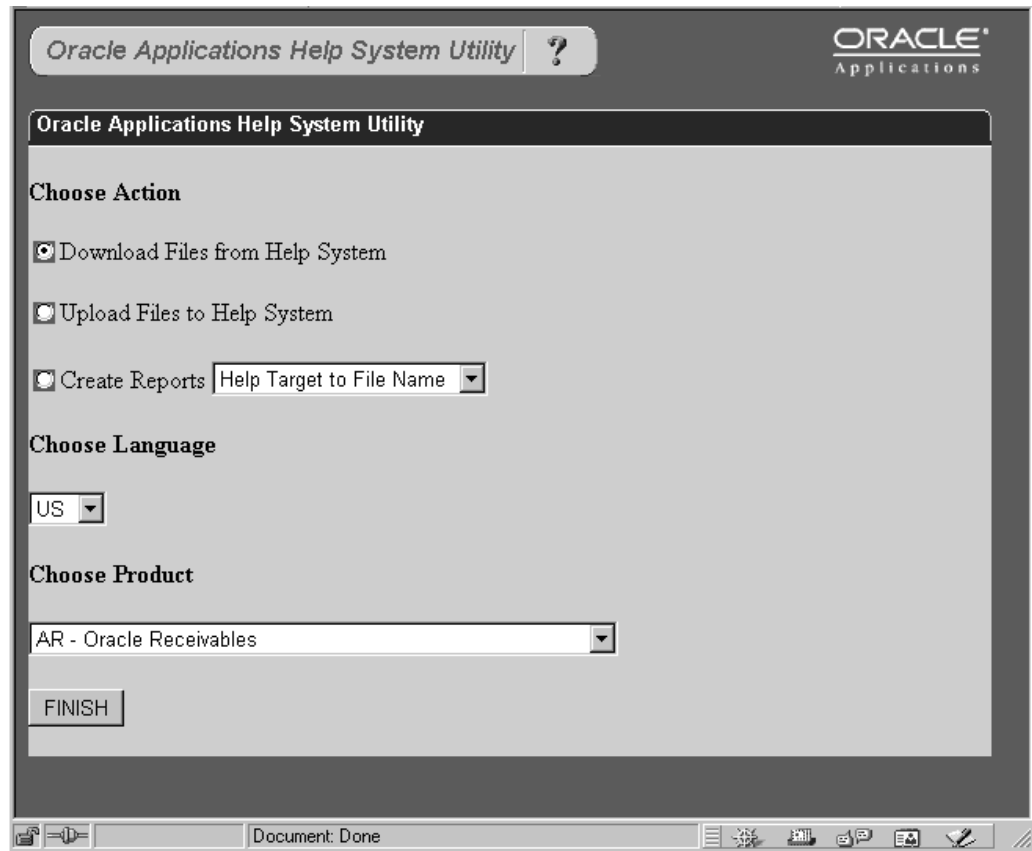 Oracle Applications Help System Utility ?
ORACLE
Applications
Oracle Applications Help System Utility
Choose Action
Download Files from Help System
Upload Files to Help System
Create Reports Help Target to File Name
Choose Language
US
Choose Product
AR - Oracle Receivables
FINISH
Document: Done